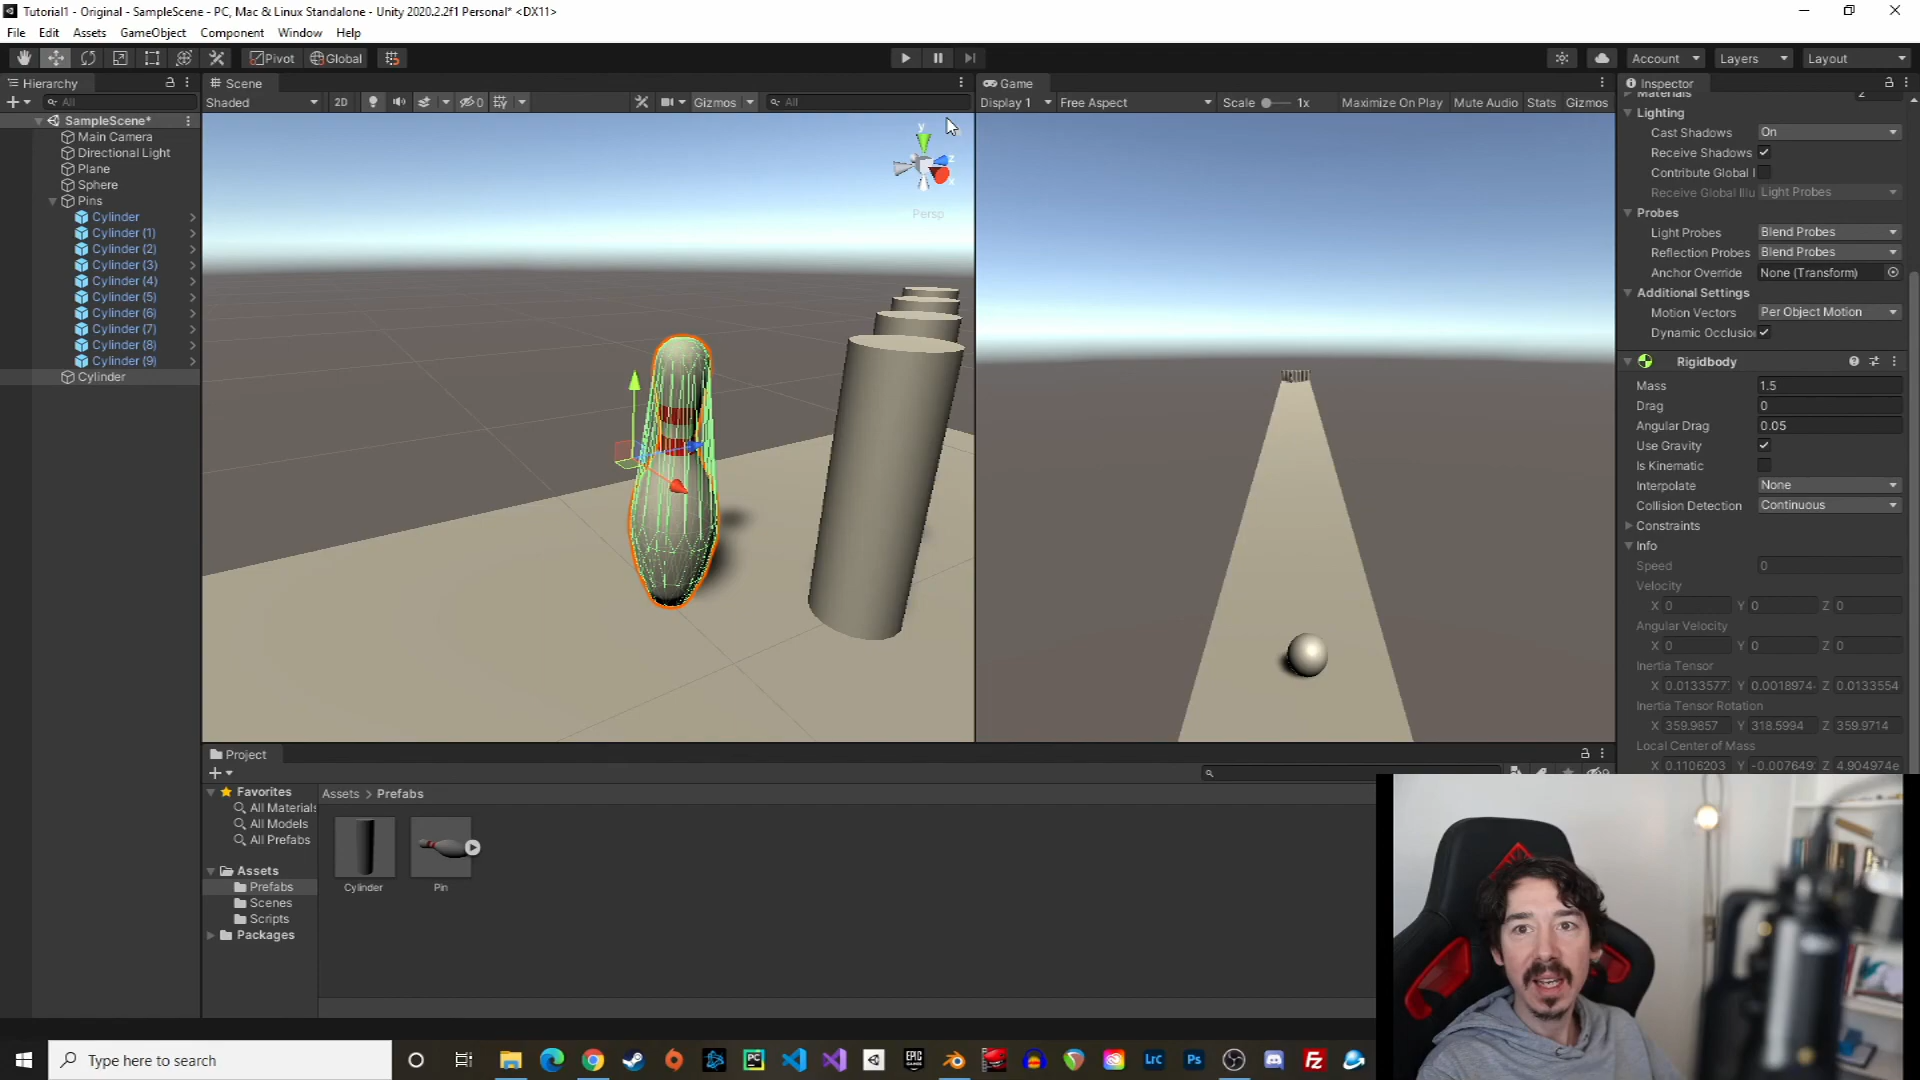 Tutorial1 - Original - SampleScene - PC, Mac & Linux Standalone - Unity 2020.2.2f1 Personal* <DX11>
File Edit Assets GameObject Component Window Help
Pivot Global Account Layers Layout
Hierarchy
All
SampleScene*
Main Camera
Directional Light
Plane
Sphere
Pins
Cylinder
Cylinder (1)
Cylinder (2)
Cylinder (3)
Cylinder (4)
Cylinder (5)
Cylinder (6)
Cylinder (7)
Cylinder (8)
Cylinder (9)
Cylinder
Scene
Shaded 2D 0 Gizmos All
y
z
x
Persp
Game
Display 1 Free Aspect Scale 1x Maximize On Play Mute Audio Stats Gizmos
Inspector
Materials 2
Lighting
Cast Shadows On
Receive Shadows
Contribute Global I
Receive Global Illu Light Probes
Probes
Light Probes Blend Probes
Reflection Probes Blend Probes
Anchor Override None (Transform)
Additional Settings
Motion Vectors Per Object Motion
Dynamic Occlusio
Rigidbody
Mass 1.5
Drag 0
Angular Drag 0.05
Use Gravity
Is Kinematic
Interpolate None
Collision Detection Continuous
Constraints
Info
Speed 0
Velocity
X 0 Y 0 Z 0
Angular Velocity
X 0 Y 0 Z 0
Inertia Tensor
X 0.0133577 Y 0.0018974 Z 0.0133554
Inertia Tensor Rotation
X 359.9857 Y 318.5994 Z 359.9714
Local Center of Mass
X 0.1106203 Y -0.007649 Z 4.904974e
Project
Favorites
All Materials
All Models
All Prefabs
Assets
Prefabs
Scenes
Scripts
Packages
Assets > Prefabs
Cylinder
Pin
Type here to search
PC
EPIC GAMES
LrC
Ps
FZ